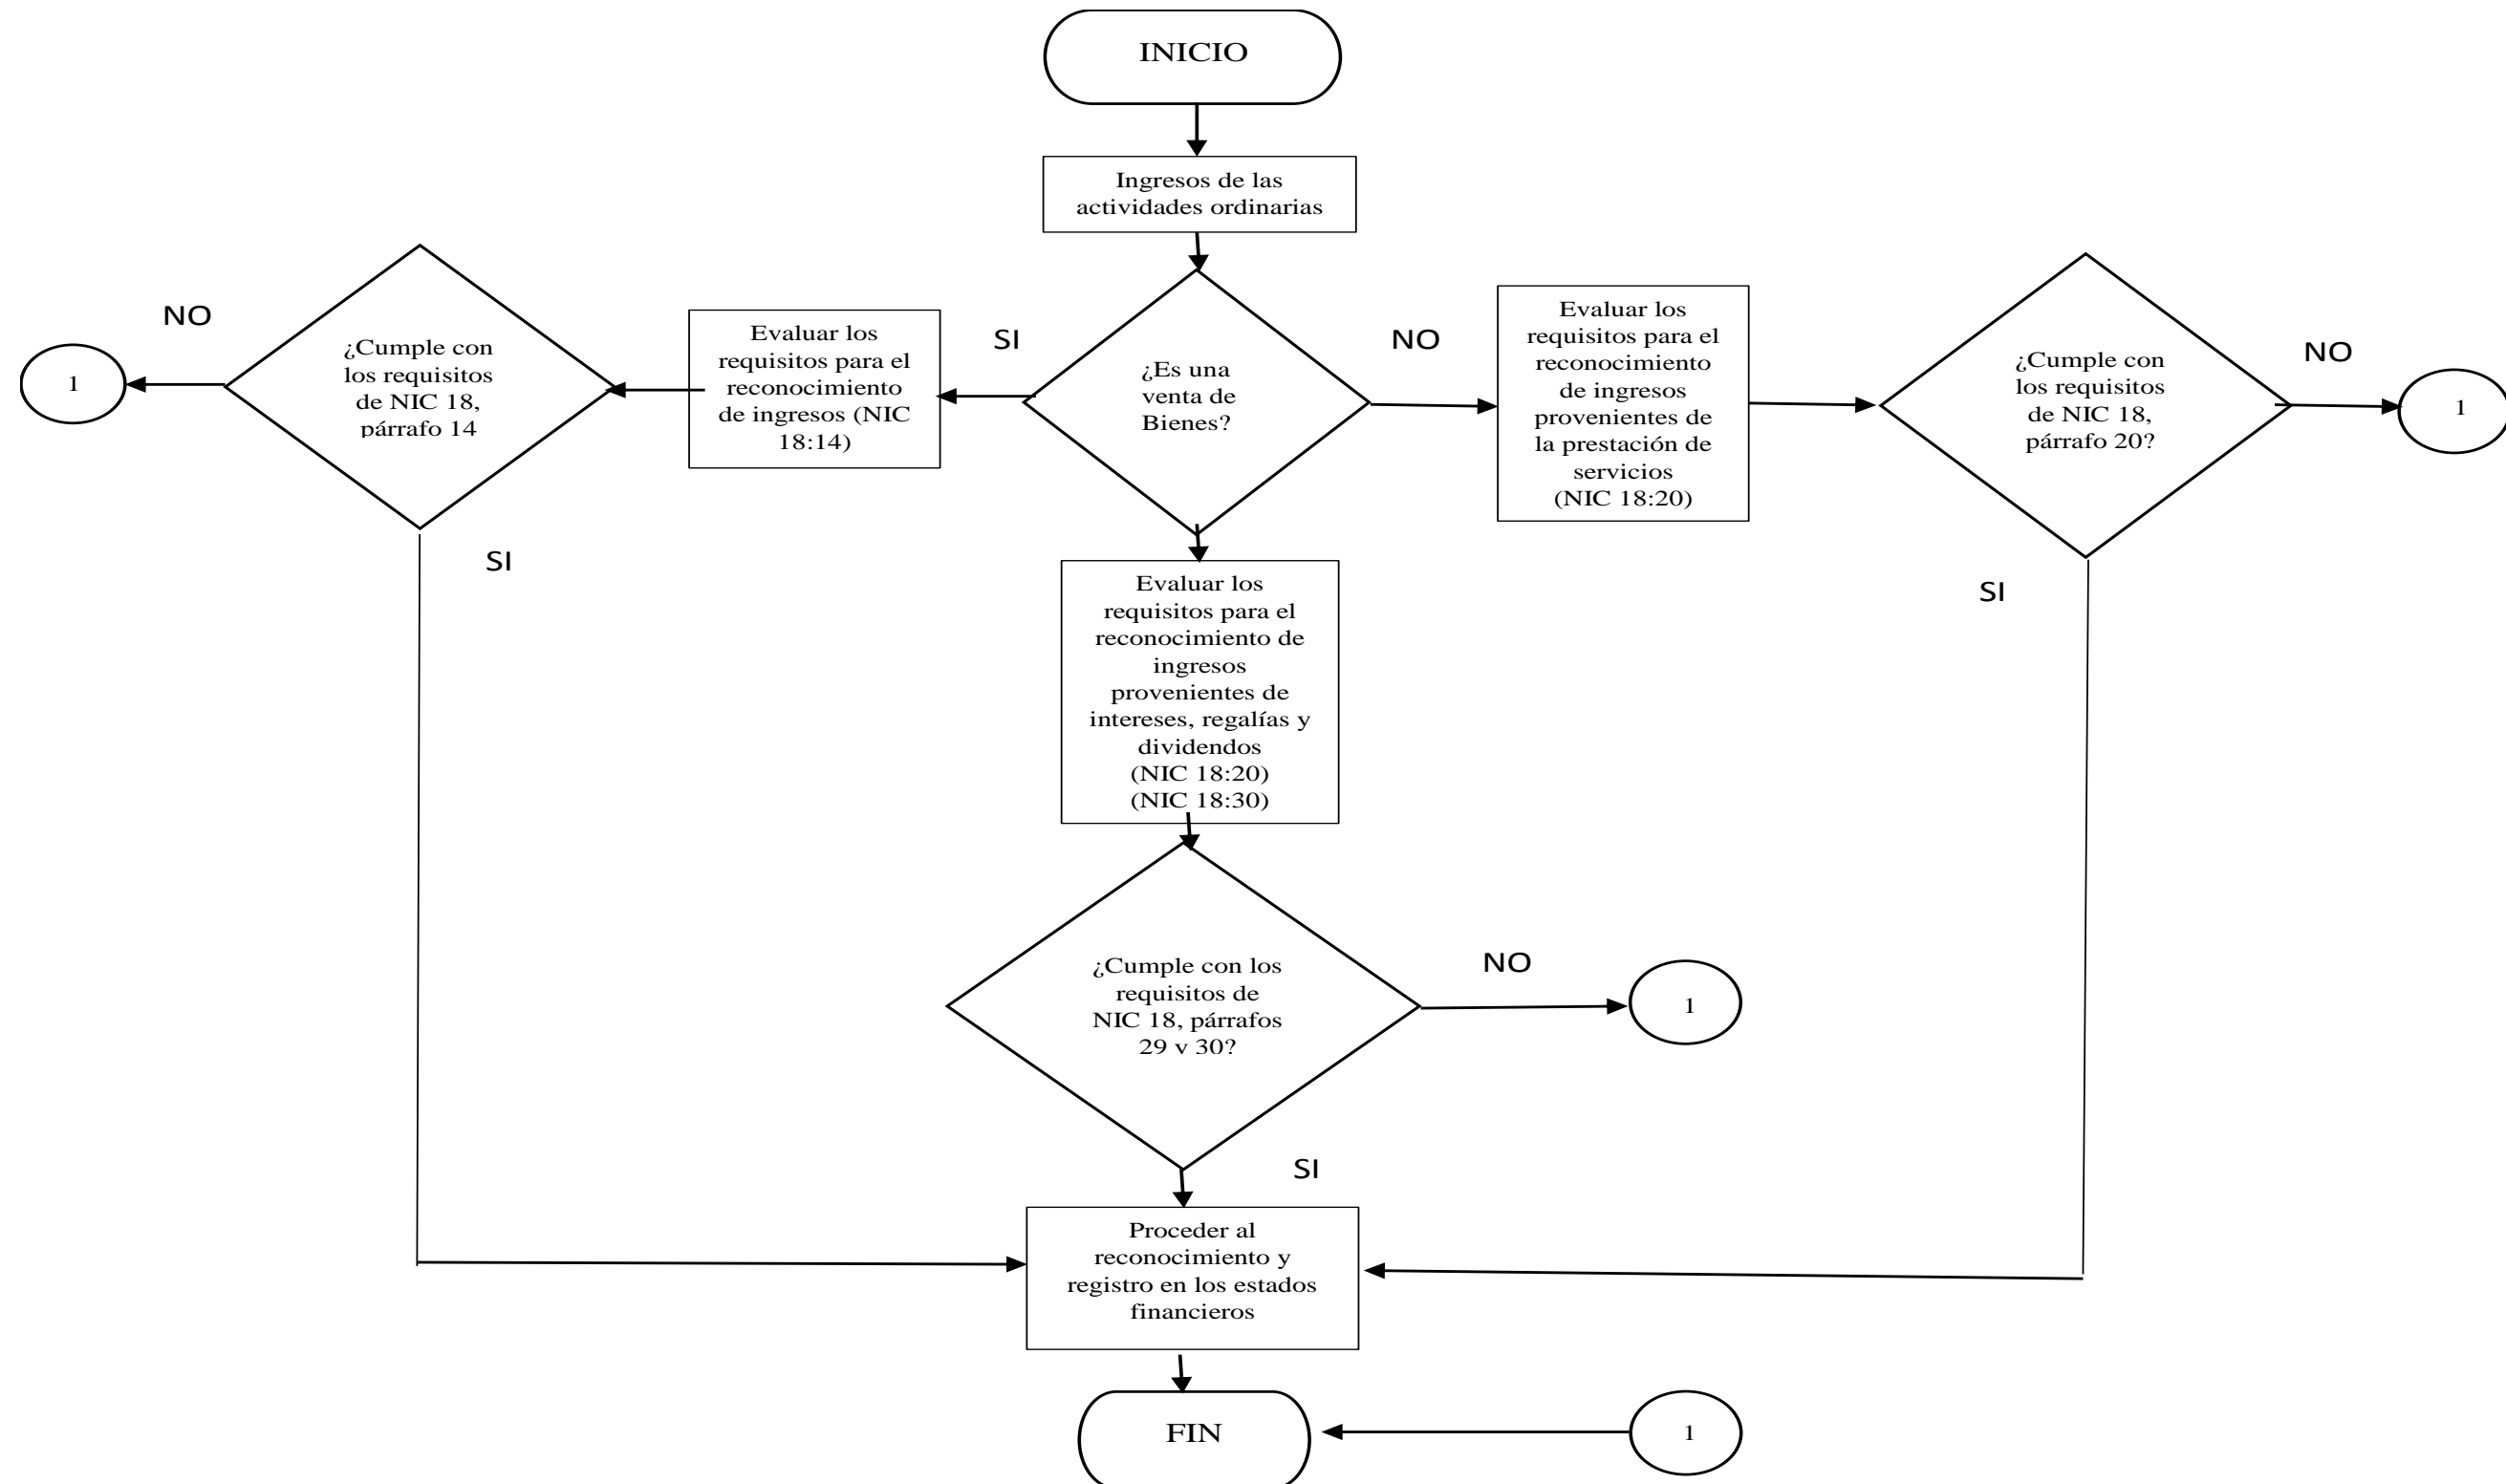 INICIO
Ingresos de las
actividades ordinarias
NO
1
¿Cumple con
los requisitos
de NIC 18,
párrafo 14
SI
Evaluar los
requisitos para el
reconocimiento
de ingresos (NIC
18:14)
SI
¿Es una
venta de
Bienes?
NO
Evaluar los
requisitos para el
reconocimiento
de ingresos
provenientes de
la prestación de
servicios
(NIC 18:20)
¿Cumple con
los requisitos
de NIC 18,
párrafo 20?
NO
1
SI
Evaluar los
requisitos para el
reconocimiento de
ingresos
provenientes de
intereses, regalías y
dividendos
(NIC 18:20)
(NIC 18:30)
¿Cumple con los
requisitos de
NIC 18, párrafos
29 y 30?
NO
1
SI
Proceder al
reconocimiento y
registro en los estados
financieros
FIN
1